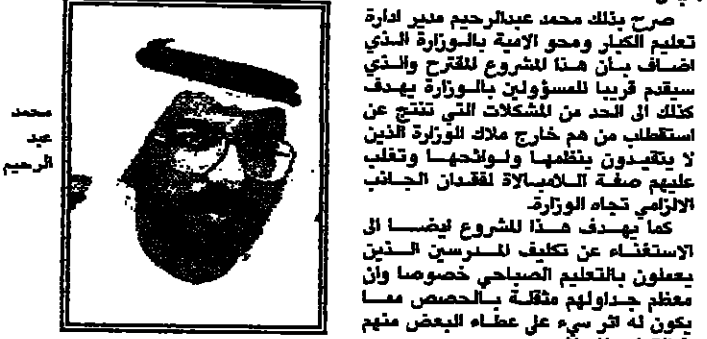 صرح بذلك محمد عبدالرحيم مدير ادارة
تعليم الكبار ومحو الامية بالوزارة الذي
اضاف بأن هذا المشروع المقترح والذي
سيقدم قريبا للمسؤولين بالوزارة يهدف
كذلك الى الحد من المشكلات التي تنتج عن
استقطاب من هم خارج ملاك الوزارة الذين
لا يتقيدون بنظمها ولوائحها وتغلب
عليهم صفة اللامبالاة لفقدان الجانب
الالزامي تجاه الوزارة.
كما يهدف هذا المشروع ايضا الى
الاستغناء عن تكليف المدرسين الذين
يعملون بالتعليم الصباحي خصوصا وان
معظم جداولهم مثقلة بالحصص مما
يكون له اثر سيء على عطاء البعض منهم
محمد
عبد
الرحيم